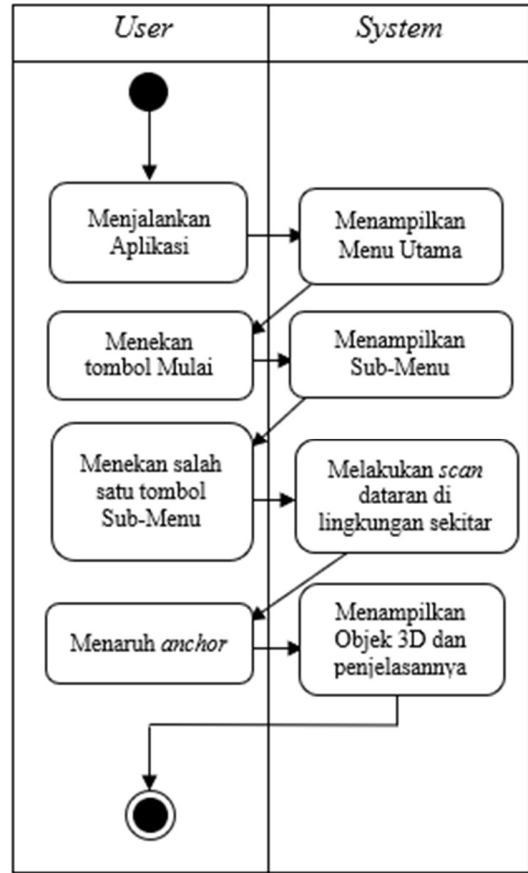 User
System
Menjalankan
Aplikasi
Menampilkan
Menu Utama
Menekan
tombol Mulai
Menampilkan
Sub-Menu
Menekan salah
satu tombol
Sub-Menu
Melakukan scan
dataran di
lingkungan sekitar
Menaruh anchor
Menampilkan
Objek 3D dan
penjelasannya